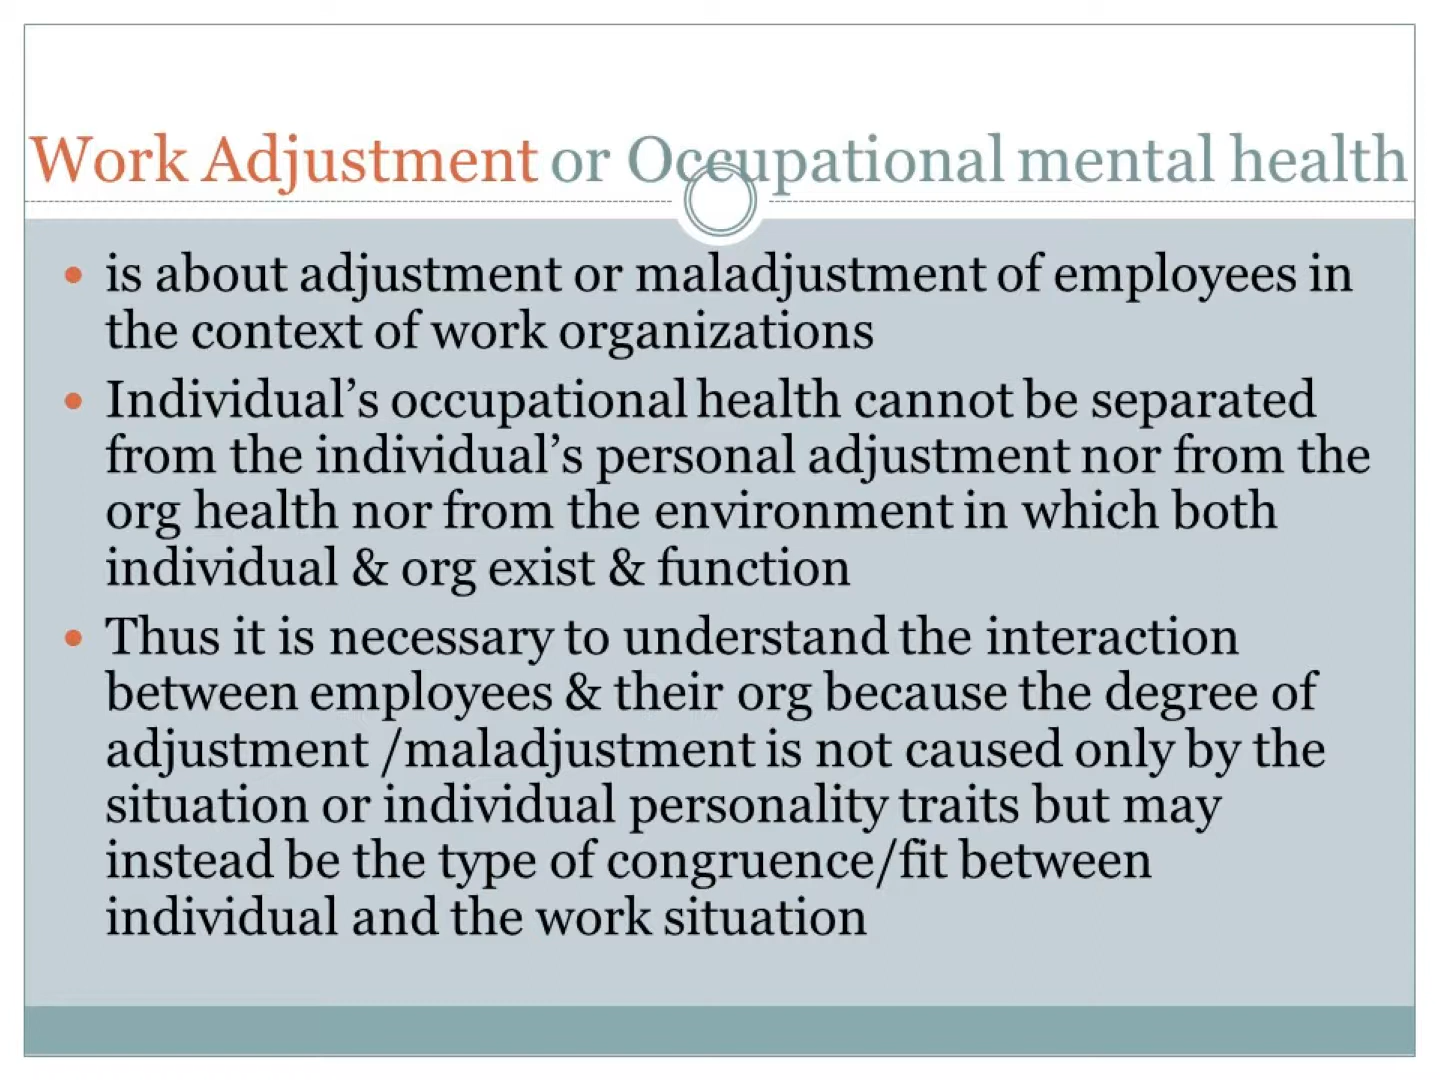 Work Adjustment or Occupational mental health
• is about adjustment or maladjustment of employees in
the context of work organizations
• Individual’s occupational health cannot be separated
from the individual’s personal adjustment nor from the
org health nor from the environment in which both
individual & org exist & function
• Thus it is necessary to understand the interaction
between employees & their org because the degree of
adjustment /maladjustment is not caused only by the
situation or individual personality traits but may
instead be the type of congruence/fit between
individual and the work situation